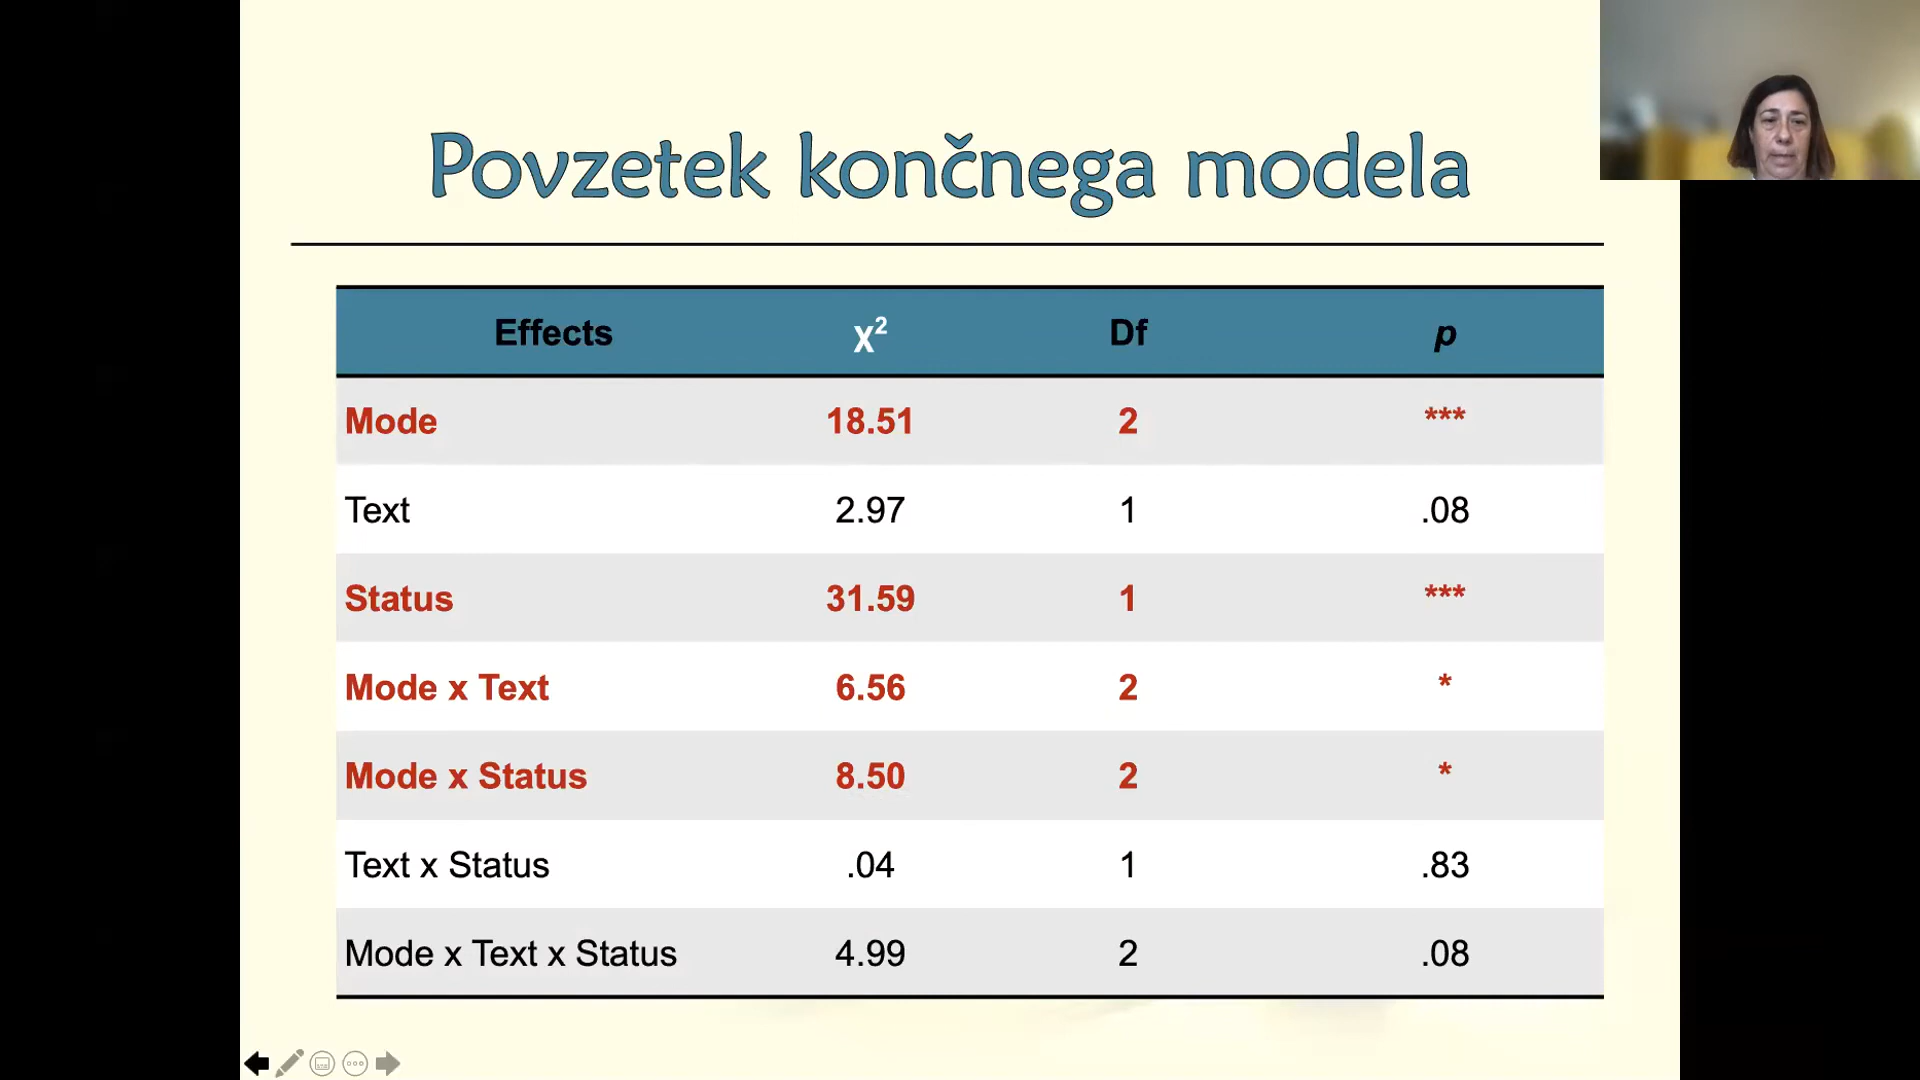 Povzetek končnega modela
Effects χ² Df p
Mode 18.51 2 ***
Text 2.97 1 .08
Status 31.59 1 ***
Mode x Text 6.56 2 *
Mode x Status 8.50 2 *
Text x Status .04 1 .83
Mode x Text x Status 4.99 2 .08